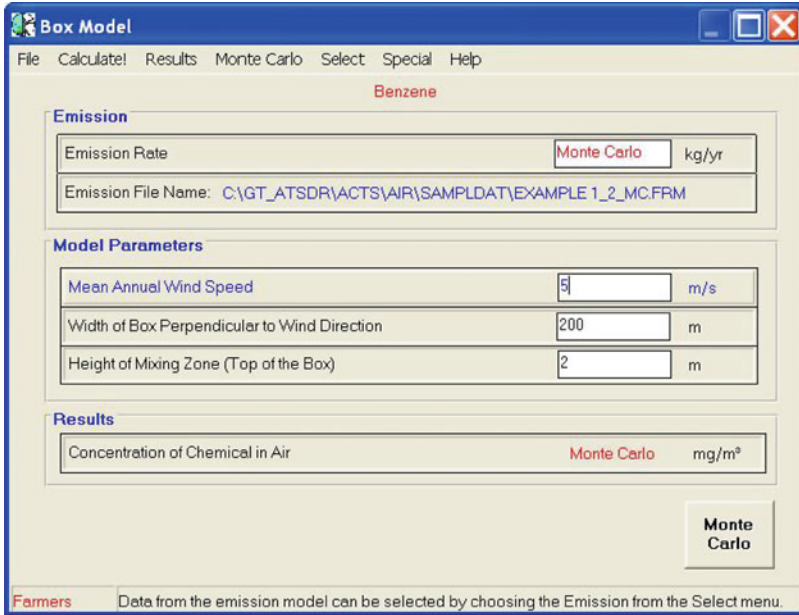 Box Model
File Calculate! Results Monte Carlo Select Special Help
Benzene
Emission
Emission Rate Monte Carlo kg/yr
Emission File Name: C:\GT_ATSDR\ACTS\AIR\SAMPLDAT\EXAMPLE 1_2_MC.FRM
Model Parameters
Mean Annual Wind Speed 5 m/s
Width of Box Perpendicular to Wind Direction 200 m
Height of Mixing Zone (Top of the Box) 2 m
Results
Concentration of Chemical in Air Monte Carlo mg/m³
Monte
Carlo
Farmers Data from the emission model can be selected by choosing the Emission from the Select menu.